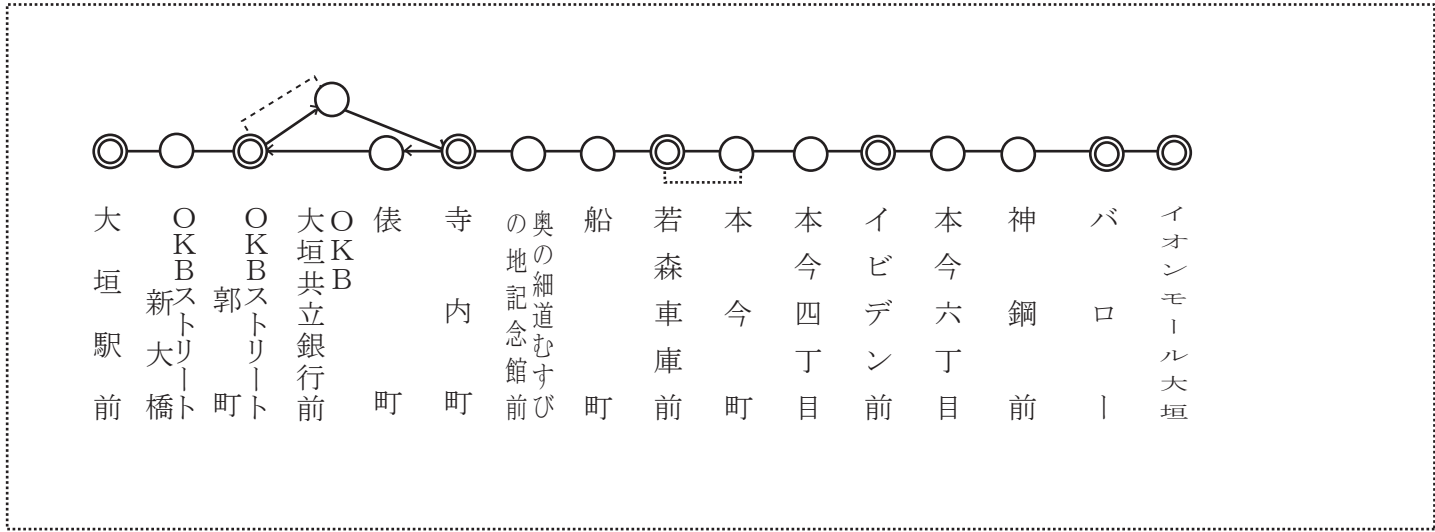 大垣駅前
OKBストリート
新大橋
OKBストリート
郭町
OKB
大垣共立銀行前
俵町
寺内町
奥の細道むすび
の地記念館前
船町
若森車庫前
本今町
本今四丁目
イビデン前
本今六丁目
神鋼前
バロー
イオンモール大垣